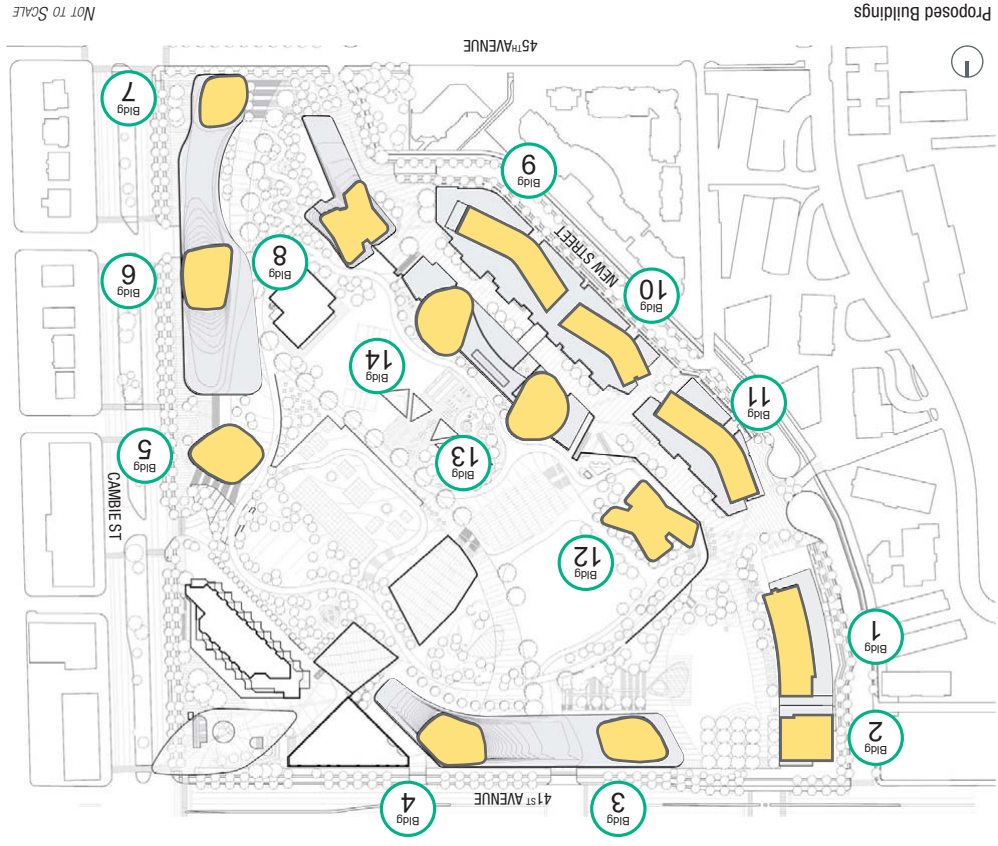 Bldg
3
41ST AVENUE
Bldg
4
Bldg
2
Bldg
1
Bldg
12
CAMBIE ST
Bldg
13
Bldg
5
Bldg
11
Bldg
14
Bldg
10
NEW STREET
Bldg
6
Bldg
8
Bldg
9
Bldg
7
45TH AVENUE
Proposed Buildings
NOT TO SCALE